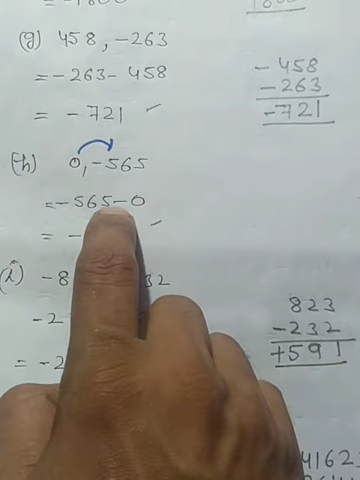 (g) 458, -263
= -263 - 458
= -721
- 458
- 263
-721
(h) 0, -565
= -565 - 0
= -
(i) -8 32
-2
= -2
823
- 232
+591